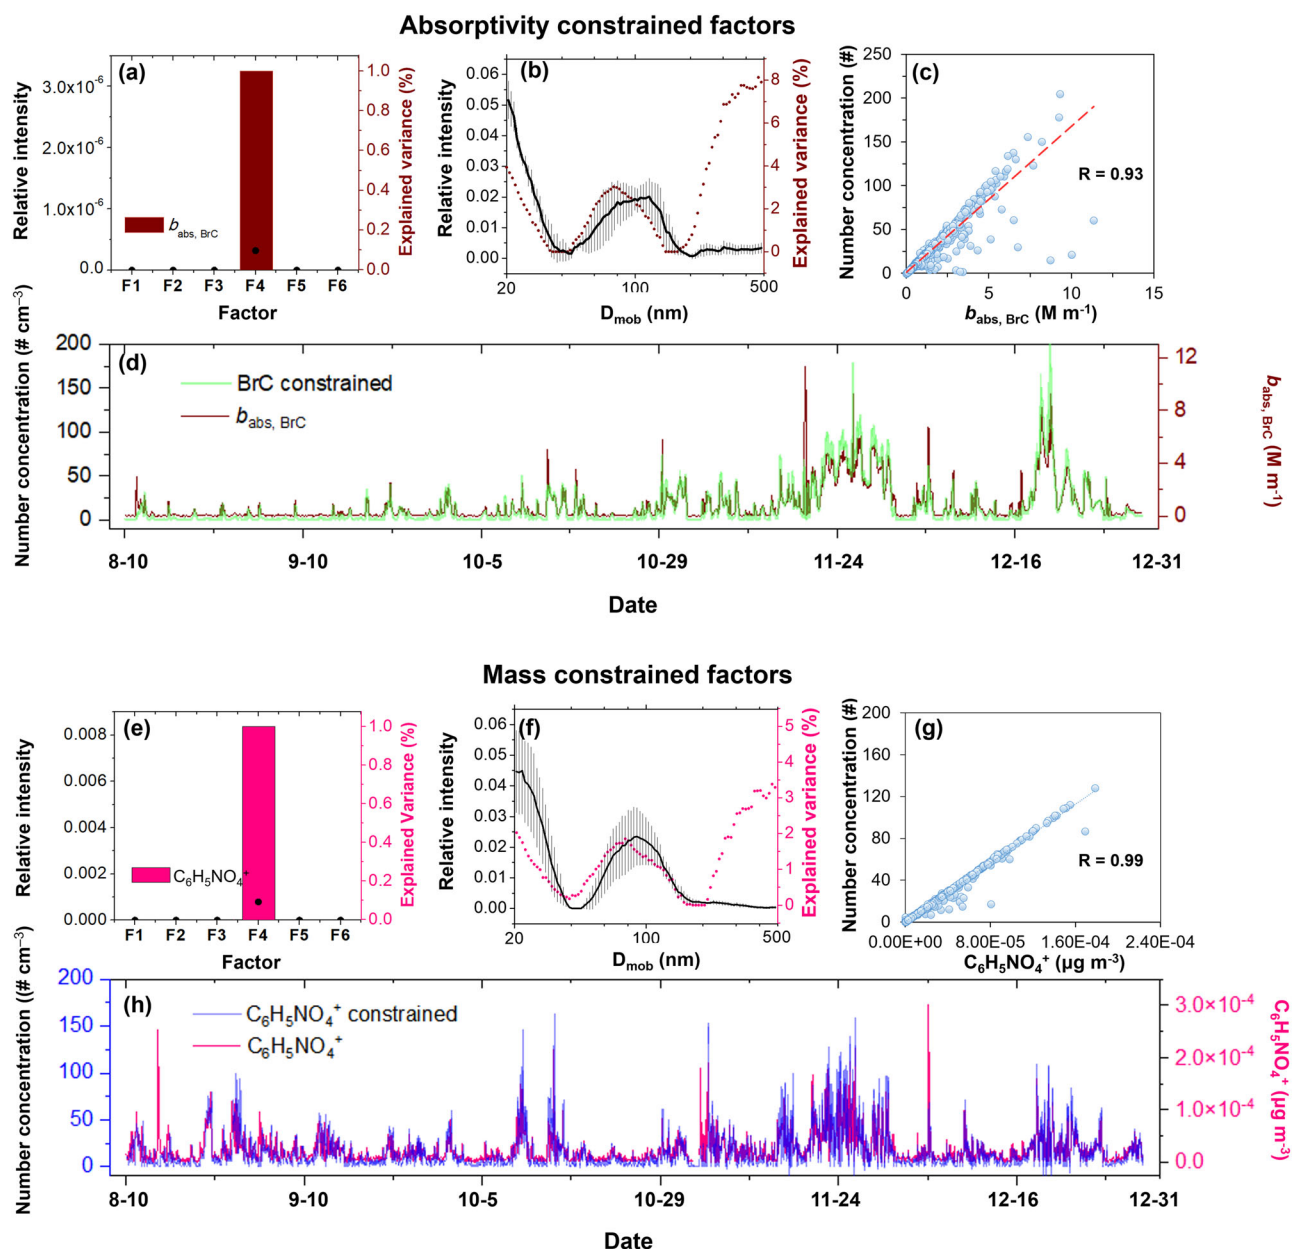 Absorptivity constrained factors
(a)
Relative intensity
3.0x10⁻⁶
2.0x10⁻⁶
1.0x10⁻⁶
0.0
b_abs, BrC
1.0
0.8
0.6
0.4
0.2
0.0
Explained variance (%)
F1 F2 F3 F4 F5 F6
Factor
(b)
Relative intensity
0.06
0.05
0.04
0.03
0.02
0.01
0.00
8
6
4
2
0
Explained variance (%)
20 100 500
D_mob (nm)
(c)
Number concentration (#)
250
200
150
100
50
0
R = 0.93
0 5 10 15
b_abs, BrC (M m⁻¹)
(d)
Number concentration (# cm⁻³)
200
150
100
50
0
BrC constrained
b_abs, BrC
12
8
4
0
b_abs, BrC
(M m⁻¹)
8-10 9-10 10-5 10-29 11-24 12-16 12-31
Date
Mass constrained factors
(e)
Relative intensity
0.008
0.006
0.004
0.002
0.000
C₆H₅NO₄⁺
1.0
0.8
0.6
0.4
0.2
0.0
Explained Variance (%)
F1 F2 F3 F4 F5 F6
Factor
(f)
Relative intensity
0.06
0.05
0.04
0.03
0.02
0.01
0.00
5
4
3
2
1
0
Explained variance (%)
20 100 500
D_mob (nm)
(g)
Number concentration (#)
200
160
120
80
40
0
R = 0.99
0.00E+00 8.00E-05 1.60E-04 2.40E-04
C₆H₅NO₄⁺ (µg m⁻³)
(h)
Number concentration ((# cm⁻³)
200
150
100
50
0
C₆H₅NO₄⁺ constrained
C₆H₅NO₄⁺
3.0×10⁻⁴
2.0×10⁻⁴
1.0×10⁻⁴
0.0
C₆H₅NO₄⁺
(µg m⁻³)
8-10 9-10 10-5 10-29 11-24 12-16 12-31
Date